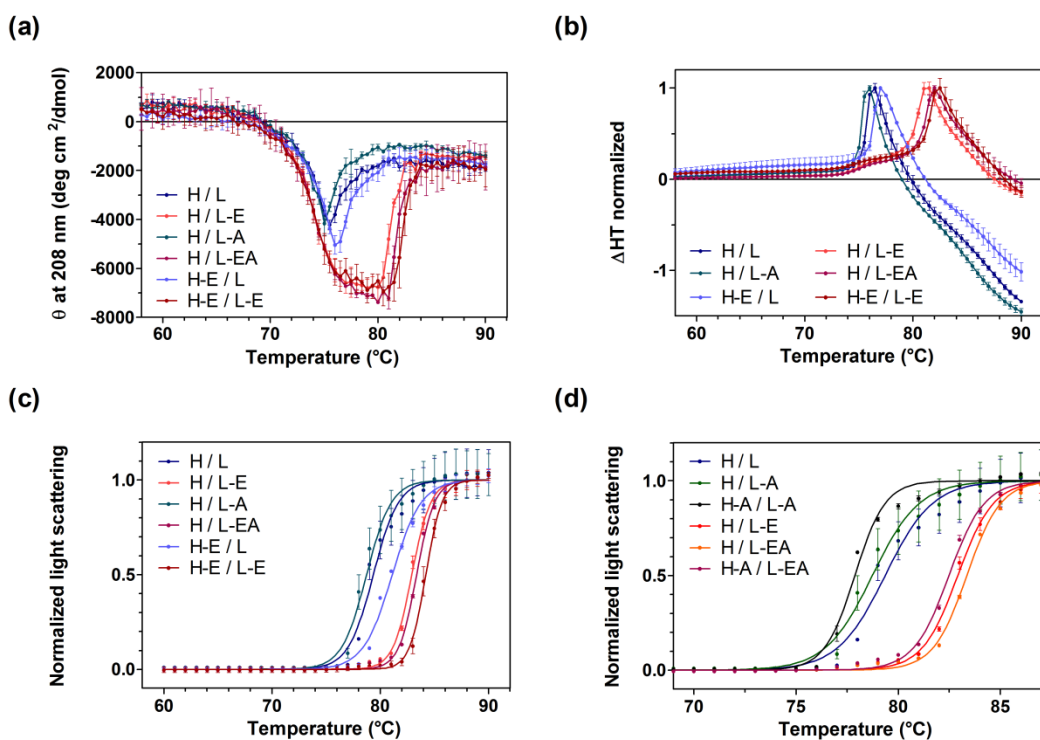 (a)
θ at 208 nm (deg cm ²/dmol)
2000
0
-2000
-4000
-6000
-8000
H / L
H / L-E
H / L-A
H / L-EA
H-E / L
H-E / L-E
60 70 80 90
Temperature (°C)
(b)
ΔHT normalized
1
0
-1
H / L H / L-E
H / L-A H / L-EA
H-E / L H-E / L-E
60 70 80 90
Temperature (°C)
(c)
Normalized light scattering
1.0
0.5
0.0
H / L
H / L-E
H / L-A
H / L-EA
H-E / L
H-E / L-E
60 70 80 90
Temperature (°C)
(d)
Normalized light scattering
1.0
0.5
0.0
H / L
H / L-A
H-A / L-A
H / L-E
H / L-EA
H-A / L-EA
70 75 80 85
Temperature (°C)